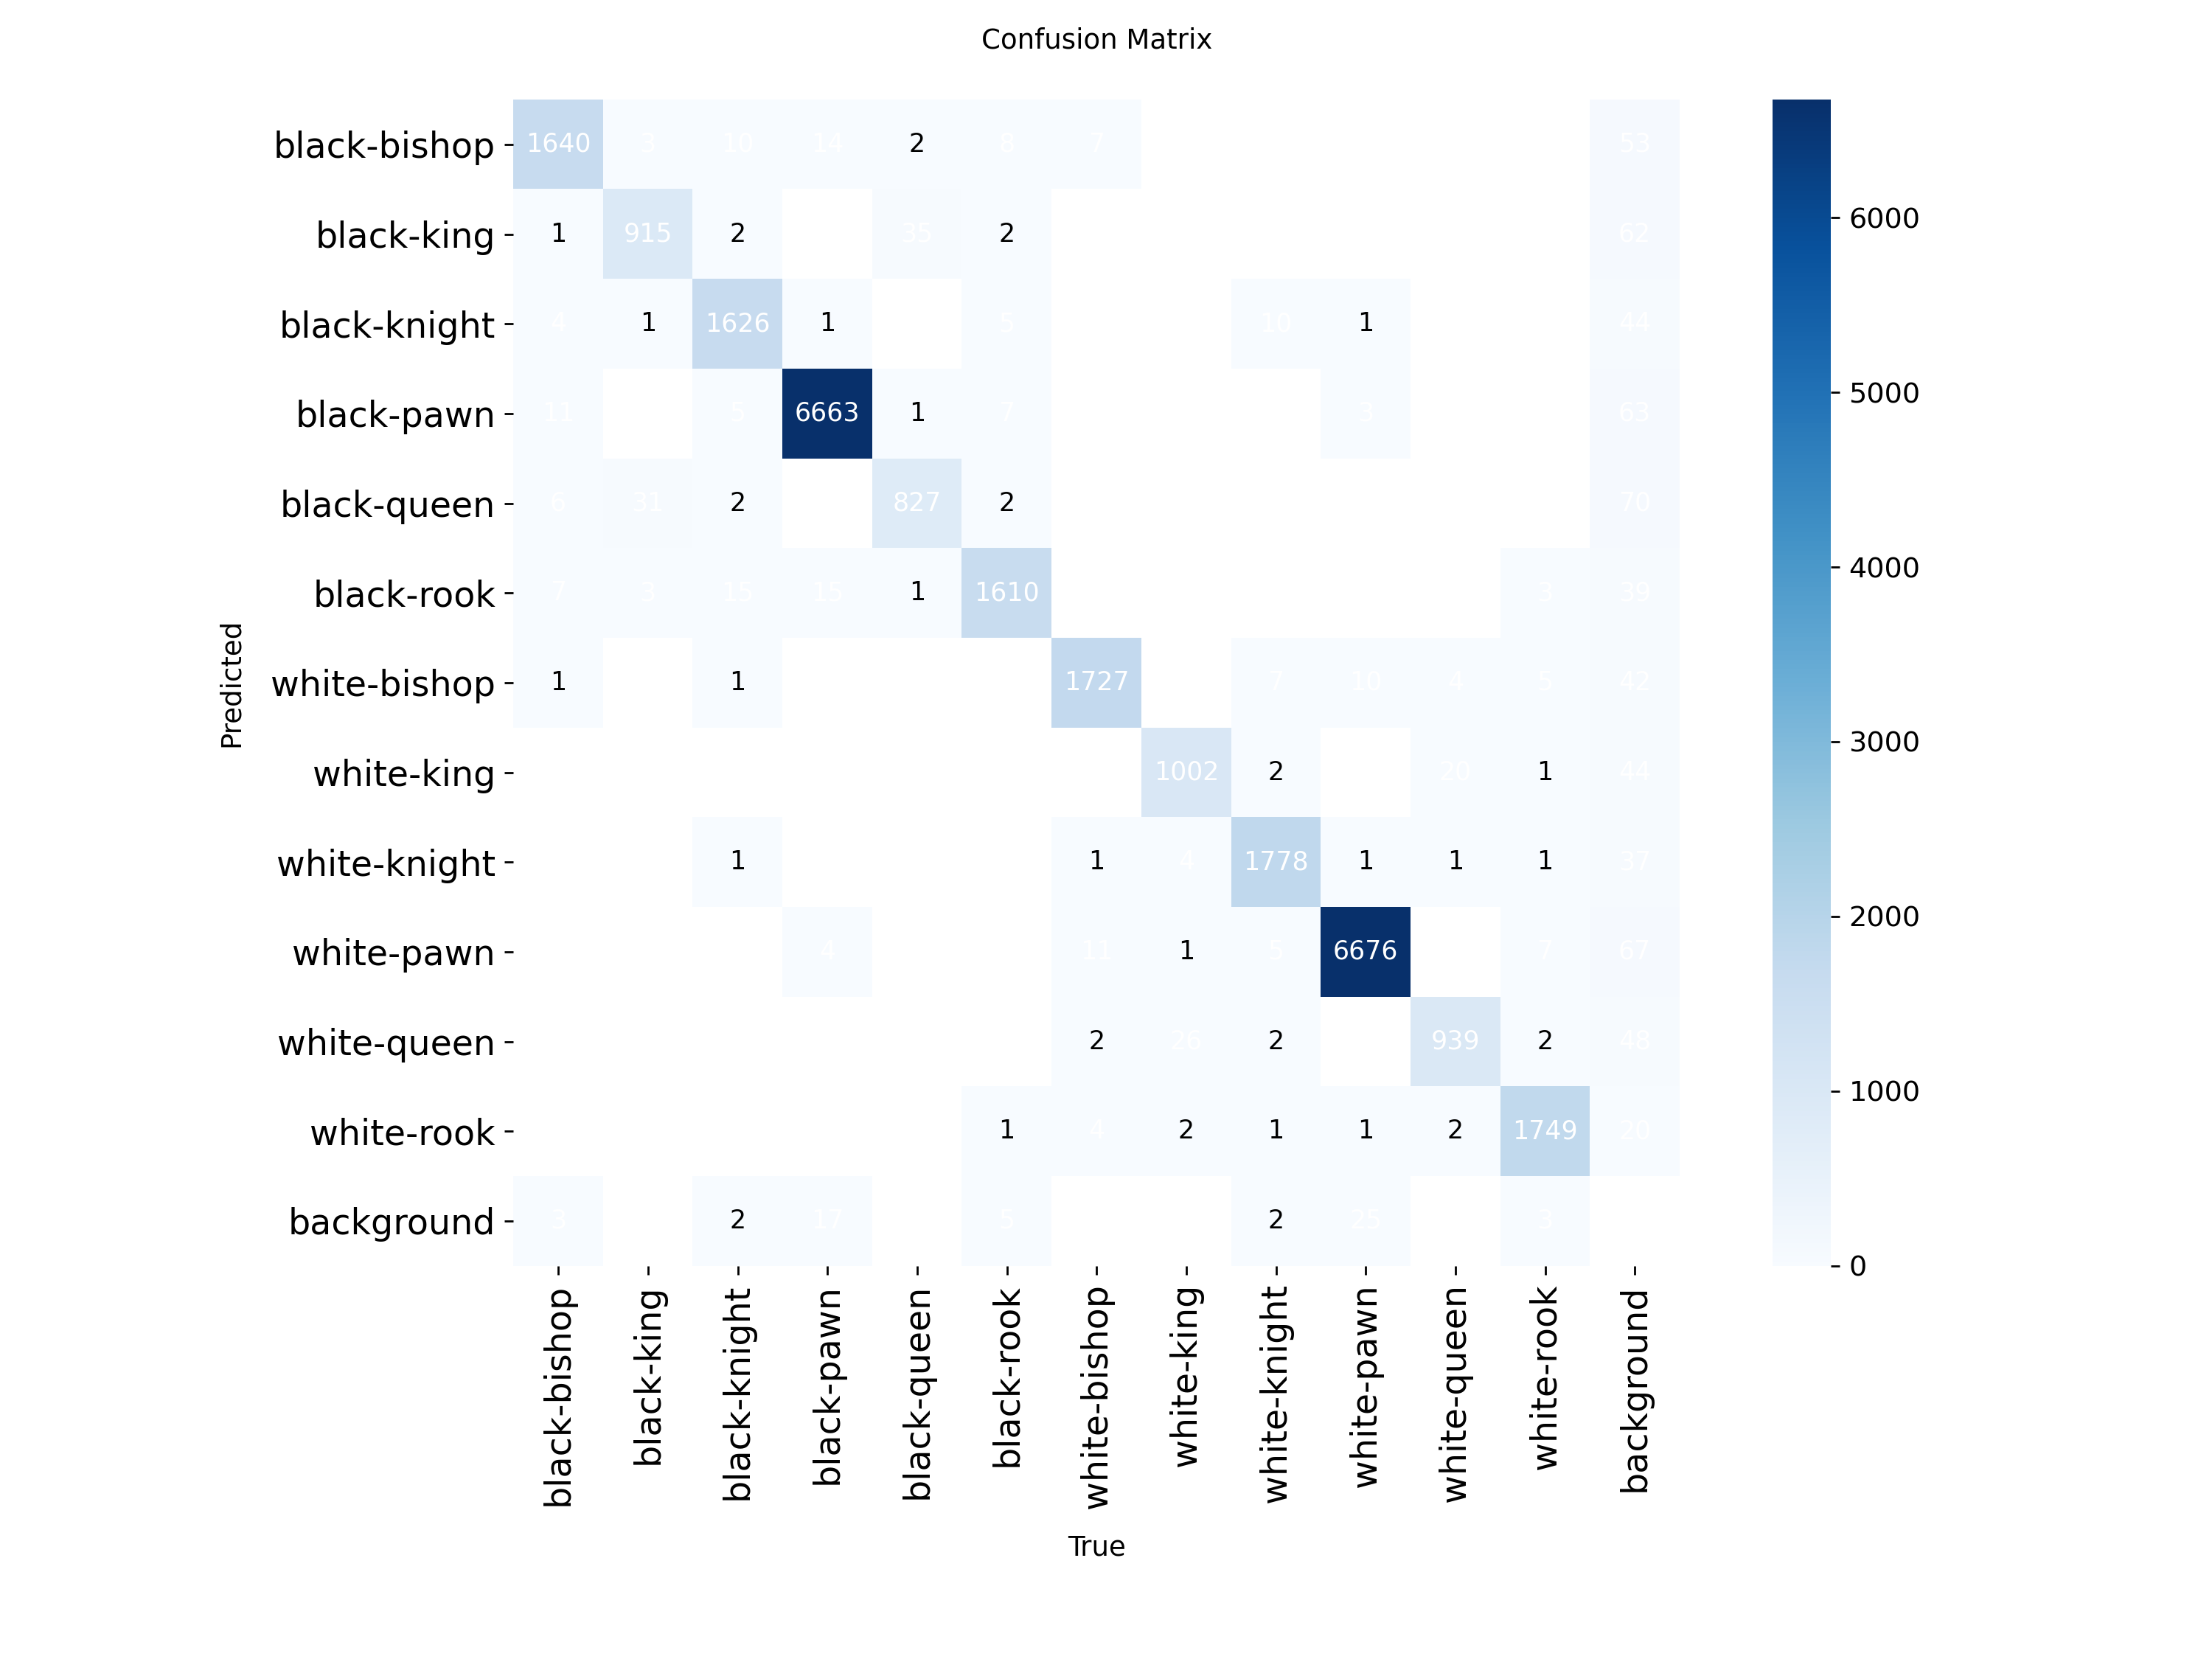 Confusion Matrix
black-bishop 1640 3 10 14 2 8 7 53
black-king 1 915 2 35 2 62
black-knight 4 1 1626 1 5 10 1 44
black-pawn 11 5 6663 1 7 3 63
black-queen 6 31 2 827 2 70
black-rook 7 3 15 15 1 1610 3 39
white-bishop 1 1 1727 7 10 4 5 42
white-king 1002 2 20 1 44
white-knight 1 1 4 1778 1 1 1 37
white-pawn 4 11 1 5 6676 7 67
white-queen 2 26 2 939 2 48
white-rook 1 4 2 1 1 2 1749 20
background 3 2 17 5 2 25 3
Predicted
black-bishop
black-king
black-knight
black-pawn
black-queen
black-rook
white-bishop
white-king
white-knight
white-pawn
white-queen
white-rook
background
True
6000
5000
4000
3000
2000
1000
0